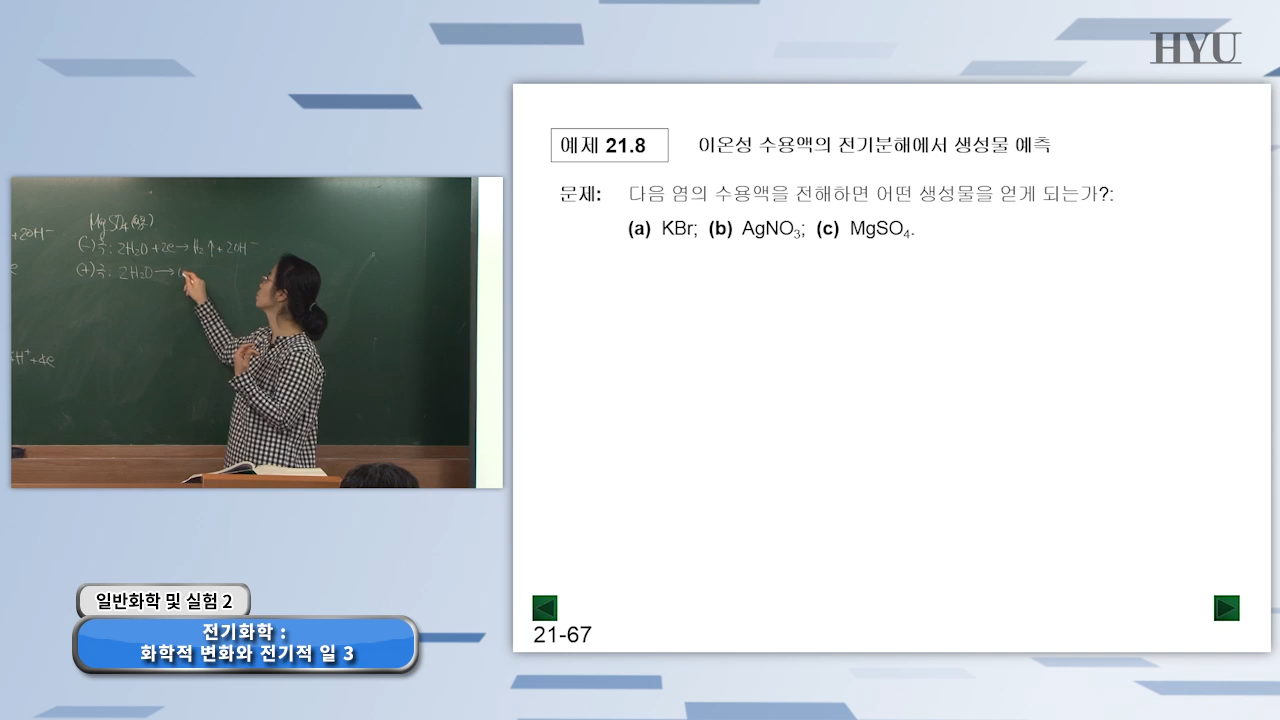 HYU
예제 21.8 이온성 수용액의 전기분해에서 생성물 예측
문제: 다음 염의 수용액을 전해하면 어떤 생성물을 얻게 되는가?:
(a) KBr; (b) AgNO₃; (c) MgSO₄.
21-67
MgSO₄
(-)극: 2H₂O + 2e → H₂↑ + 2OH⁻
(+)극: 2H₂O →
+ 2OH⁻
e
H⁺ + 4e
일반화학 및 실험 2
전기화학 :
화학적 변화와 전기적 일 3